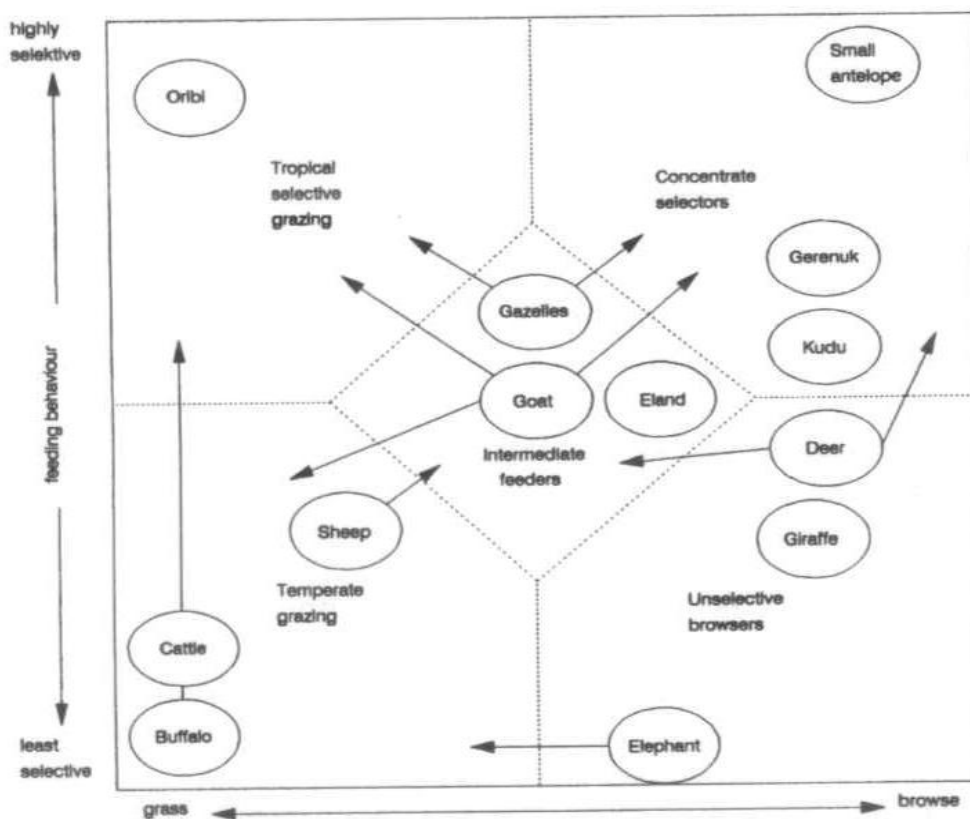 highly
selektive
Oribi
Small
antelope
Tropical
selective
grazing
Concentrate
selectors
Gerenuk
Gazelles
Kudu
Goat
Eland
feeding behaviour
Deer
Intermediate
feeders
Sheep
Giraffe
Temperate
grazing
Unselective
browsers
Cattle
Buffalo
Elephant
least
selective
grass
browse